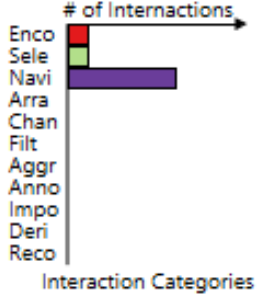 # of Internactions
Enco
Sele
Navi
Arra
Chan
Filt
Aggr
Anno
Impo
Deri
Reco
Interaction Categories